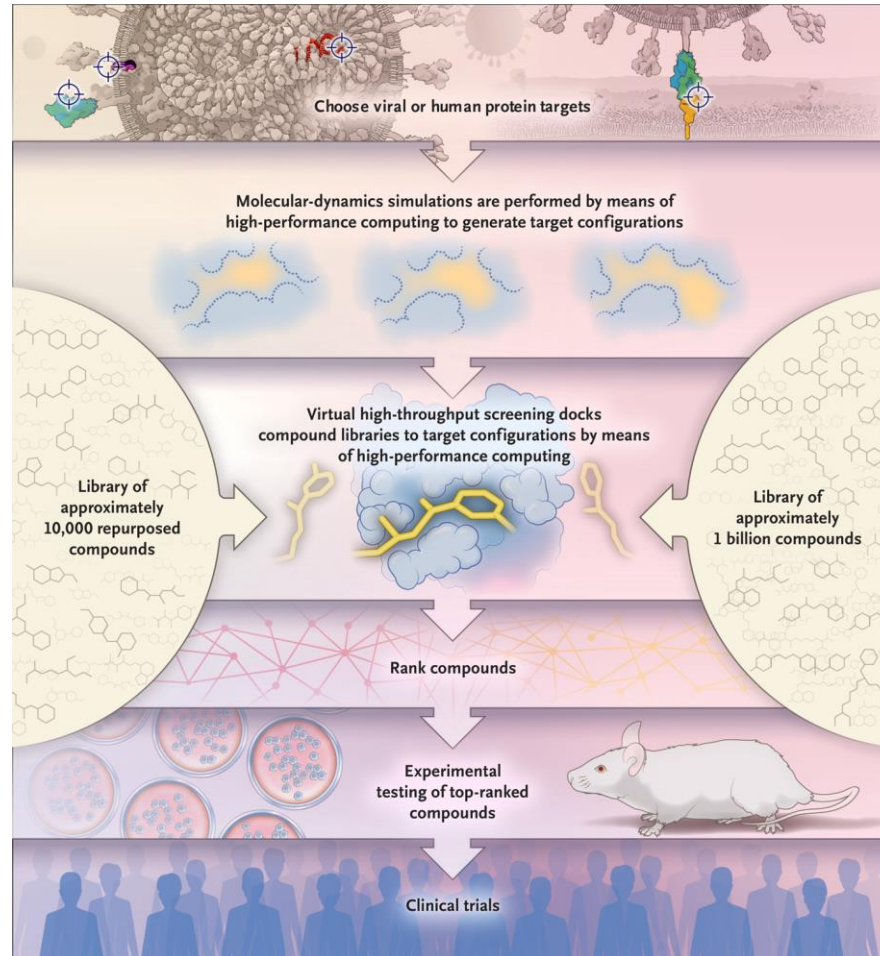 Choose viral or human protein targets
Molecular-dynamics simulations are performed by means of
high-performance computing to generate target configurations
Virtual high-throughput screening docks
compound libraries to target configurations by means
of high-performance computing
Library of
approximately
10,000 repurposed
compounds
Library of
approximately
1 billion compounds
Rank compounds
Experimental
testing of top-ranked
compounds
Clinical trials